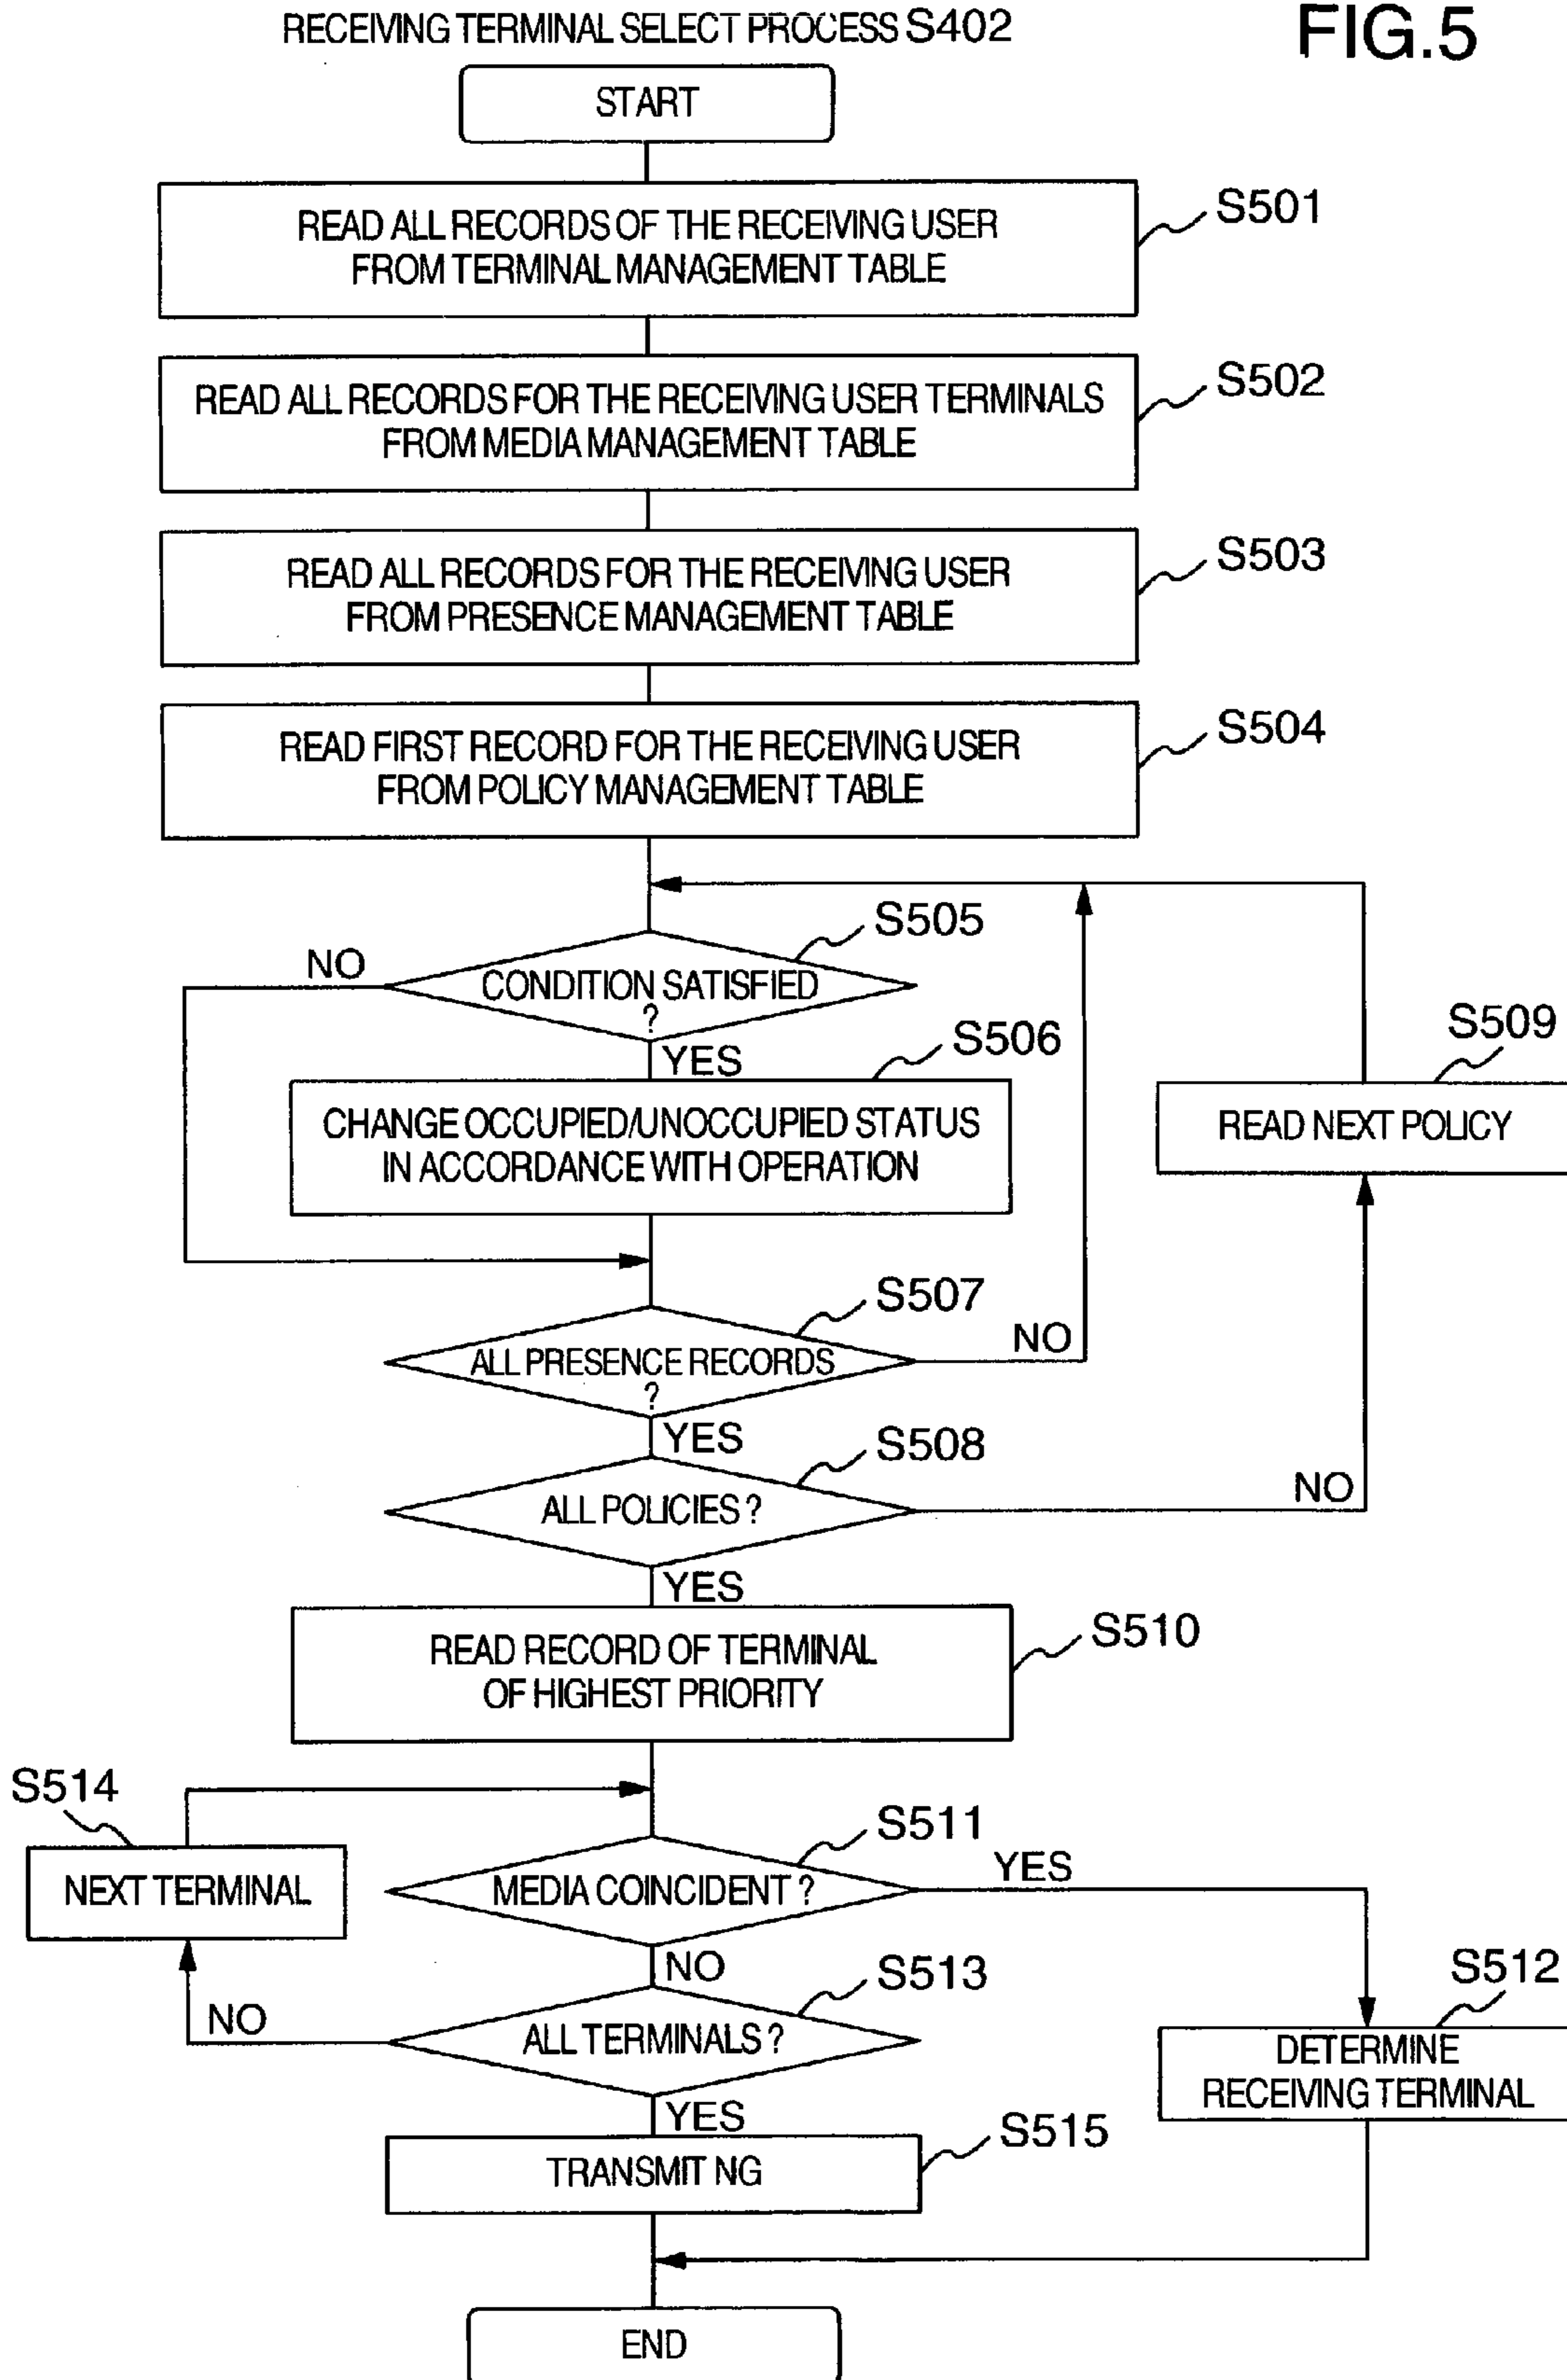 RECEIVING TERMINAL SELECT PROCESS S402
FIG.5
START
READ ALL RECORDS OF THE RECEIVING USER
FROM TERMINAL MANAGEMENT TABLE
S501
READ ALL RECORDS FOR THE RECEIVING USER TERMINALS
FROM MEDIA MANAGEMENT TABLE
S502
READ ALL RECORDS FOR THE RECEIVING USER
FROM PRESENCE MANAGEMENT TABLE
S503
READ FIRST RECORD FOR THE RECEIVING USER
FROM POLICY MANAGEMENT TABLE
S504
S505
NO
CONDITION SATISFIED
?
YES
S506
CHANGE OCCUPIED/UNOCCUPIED STATUS
IN ACCORDANCE WITH OPERATION
S509
READ NEXT POLICY
S507
ALL PRESENCE RECORDS
?
NO
YES
S508
ALL POLICIES ?
NO
YES
READ RECORD OF TERMINAL
OF HIGHEST PRIORITY
S510
S514
NEXT TERMINAL
S511
MEDIA COINCIDENT ?
YES
NO
S513
NO
ALL TERMINALS ?
S512
DETERMINE
RECEIVING TERMINAL
YES
S515
TRANSMIT NG
END